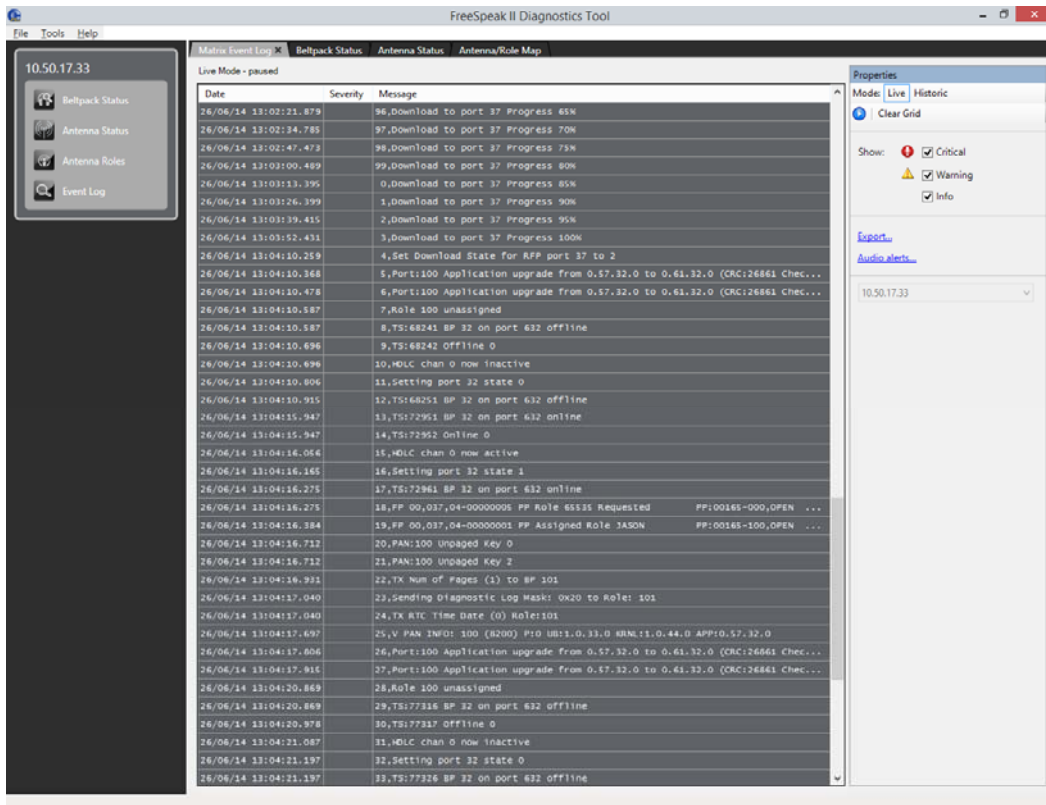 FreeSpeak II Diagnostics Tool
File Tools Help
10.50.17.33
Beltpack Status
Antenna Status
Antenna Roles
Event Log
Matrix Event Log Beltpack Status Antenna Status Antenna/Role Map
Live Mode - paused
Date Severity Message
26/06/14 13:02:21.879 96,Download to port 37 Progress 65%
26/06/14 13:02:34.785 97,Download to port 37 Progress 70%
26/06/14 13:02:47.473 98,Download to port 37 Progress 75%
26/06/14 13:03:00.489 99,Download to port 37 Progress 80%
26/06/14 13:03:13.395 0,Download to port 37 Progress 85%
26/06/14 13:03:26.399 1,Download to port 37 Progress 90%
26/06/14 13:03:39.415 2,Download to port 37 Progress 95%
26/06/14 13:03:52.431 3,Download to port 37 Progress 100%
26/06/14 13:04:10.259 4,Set Download State for RFP port 37 to 2
26/06/14 13:04:10.368 5,Port:100 Application upgrade from 0.57.32.0 to 0.61.32.0 (CRC:26861 Chec...
26/06/14 13:04:10.478 6,Port:100 Application upgrade from 0.57.32.0 to 0.61.32.0 (CRC:26861 Chec...
26/06/14 13:04:10.587 7,Role 100 unassigned
26/06/14 13:04:10.587 8,TS:68241 BP 32 on port 632 offline
26/06/14 13:04:10.696 9,TS:68242 Offline 0
26/06/14 13:04:10.696 10,HDLC chan 0 now inactive
26/06/14 13:04:10.806 11,Setting port 32 state 0
26/06/14 13:04:10.915 12,TS:68251 BP 32 on port 632 offline
26/06/14 13:04:15.947 13,TS:72951 BP 32 on port 632 online
26/06/14 13:04:15.947 14,TS:72952 Online 0
26/06/14 13:04:16.056 15,HDLC chan 0 now active
26/06/14 13:04:16.165 16,Setting port 32 state 1
26/06/14 13:04:16.275 17,TS:72961 BP 32 on port 632 online
26/06/14 13:04:16.275 18,FP 00,037,04-00000005 PP Role 65535 Requested PP:00165-000,OPEN ...
26/06/14 13:04:16.384 19,FP 00,037,04-00000001 PP Assigned Role JASON PP:00165-100,OPEN ...
26/06/14 13:04:16.712 20,PAN:100 Unpaged Key 0
26/06/14 13:04:16.712 21,PAN:100 Unpaged Key 2
26/06/14 13:04:16.931 22,TX Num of Pages (1) to BP 101
26/06/14 13:04:17.040 23,Sending Diagnostic Log Mask: 0x20 to Role: 101
26/06/14 13:04:17.040 24,TX RTC Time Date (0) Role:101
26/06/14 13:04:17.697 25,V PAN INFO: 100 (8200) P:0 UB:1.0.33.0 KRNL:1.0.44.0 APP:0.57.32.0
26/06/14 13:04:17.806 26,Port:100 Application upgrade from 0.57.32.0 to 0.61.32.0 (CRC:26861 Chec...
26/06/14 13:04:17.915 27,Port:100 Application upgrade from 0.57.32.0 to 0.61.32.0 (CRC:26861 Chec...
26/06/14 13:04:20.869 28,Role 100 unassigned
26/06/14 13:04:20.869 29,TS:77316 BP 32 on port 632 offline
26/06/14 13:04:20.978 30,TS:77317 Offline 0
26/06/14 13:04:21.087 31,HDLC chan 0 now inactive
26/06/14 13:04:21.197 32,Setting port 32 state 0
26/06/14 13:04:21.197 33,TS:77326 BP 32 on port 632 offline
Properties
Mode: Live Historic
Clear Grid
Show: Critical
Warning
Info
Export...
Audio alerts...
10.50.17.33